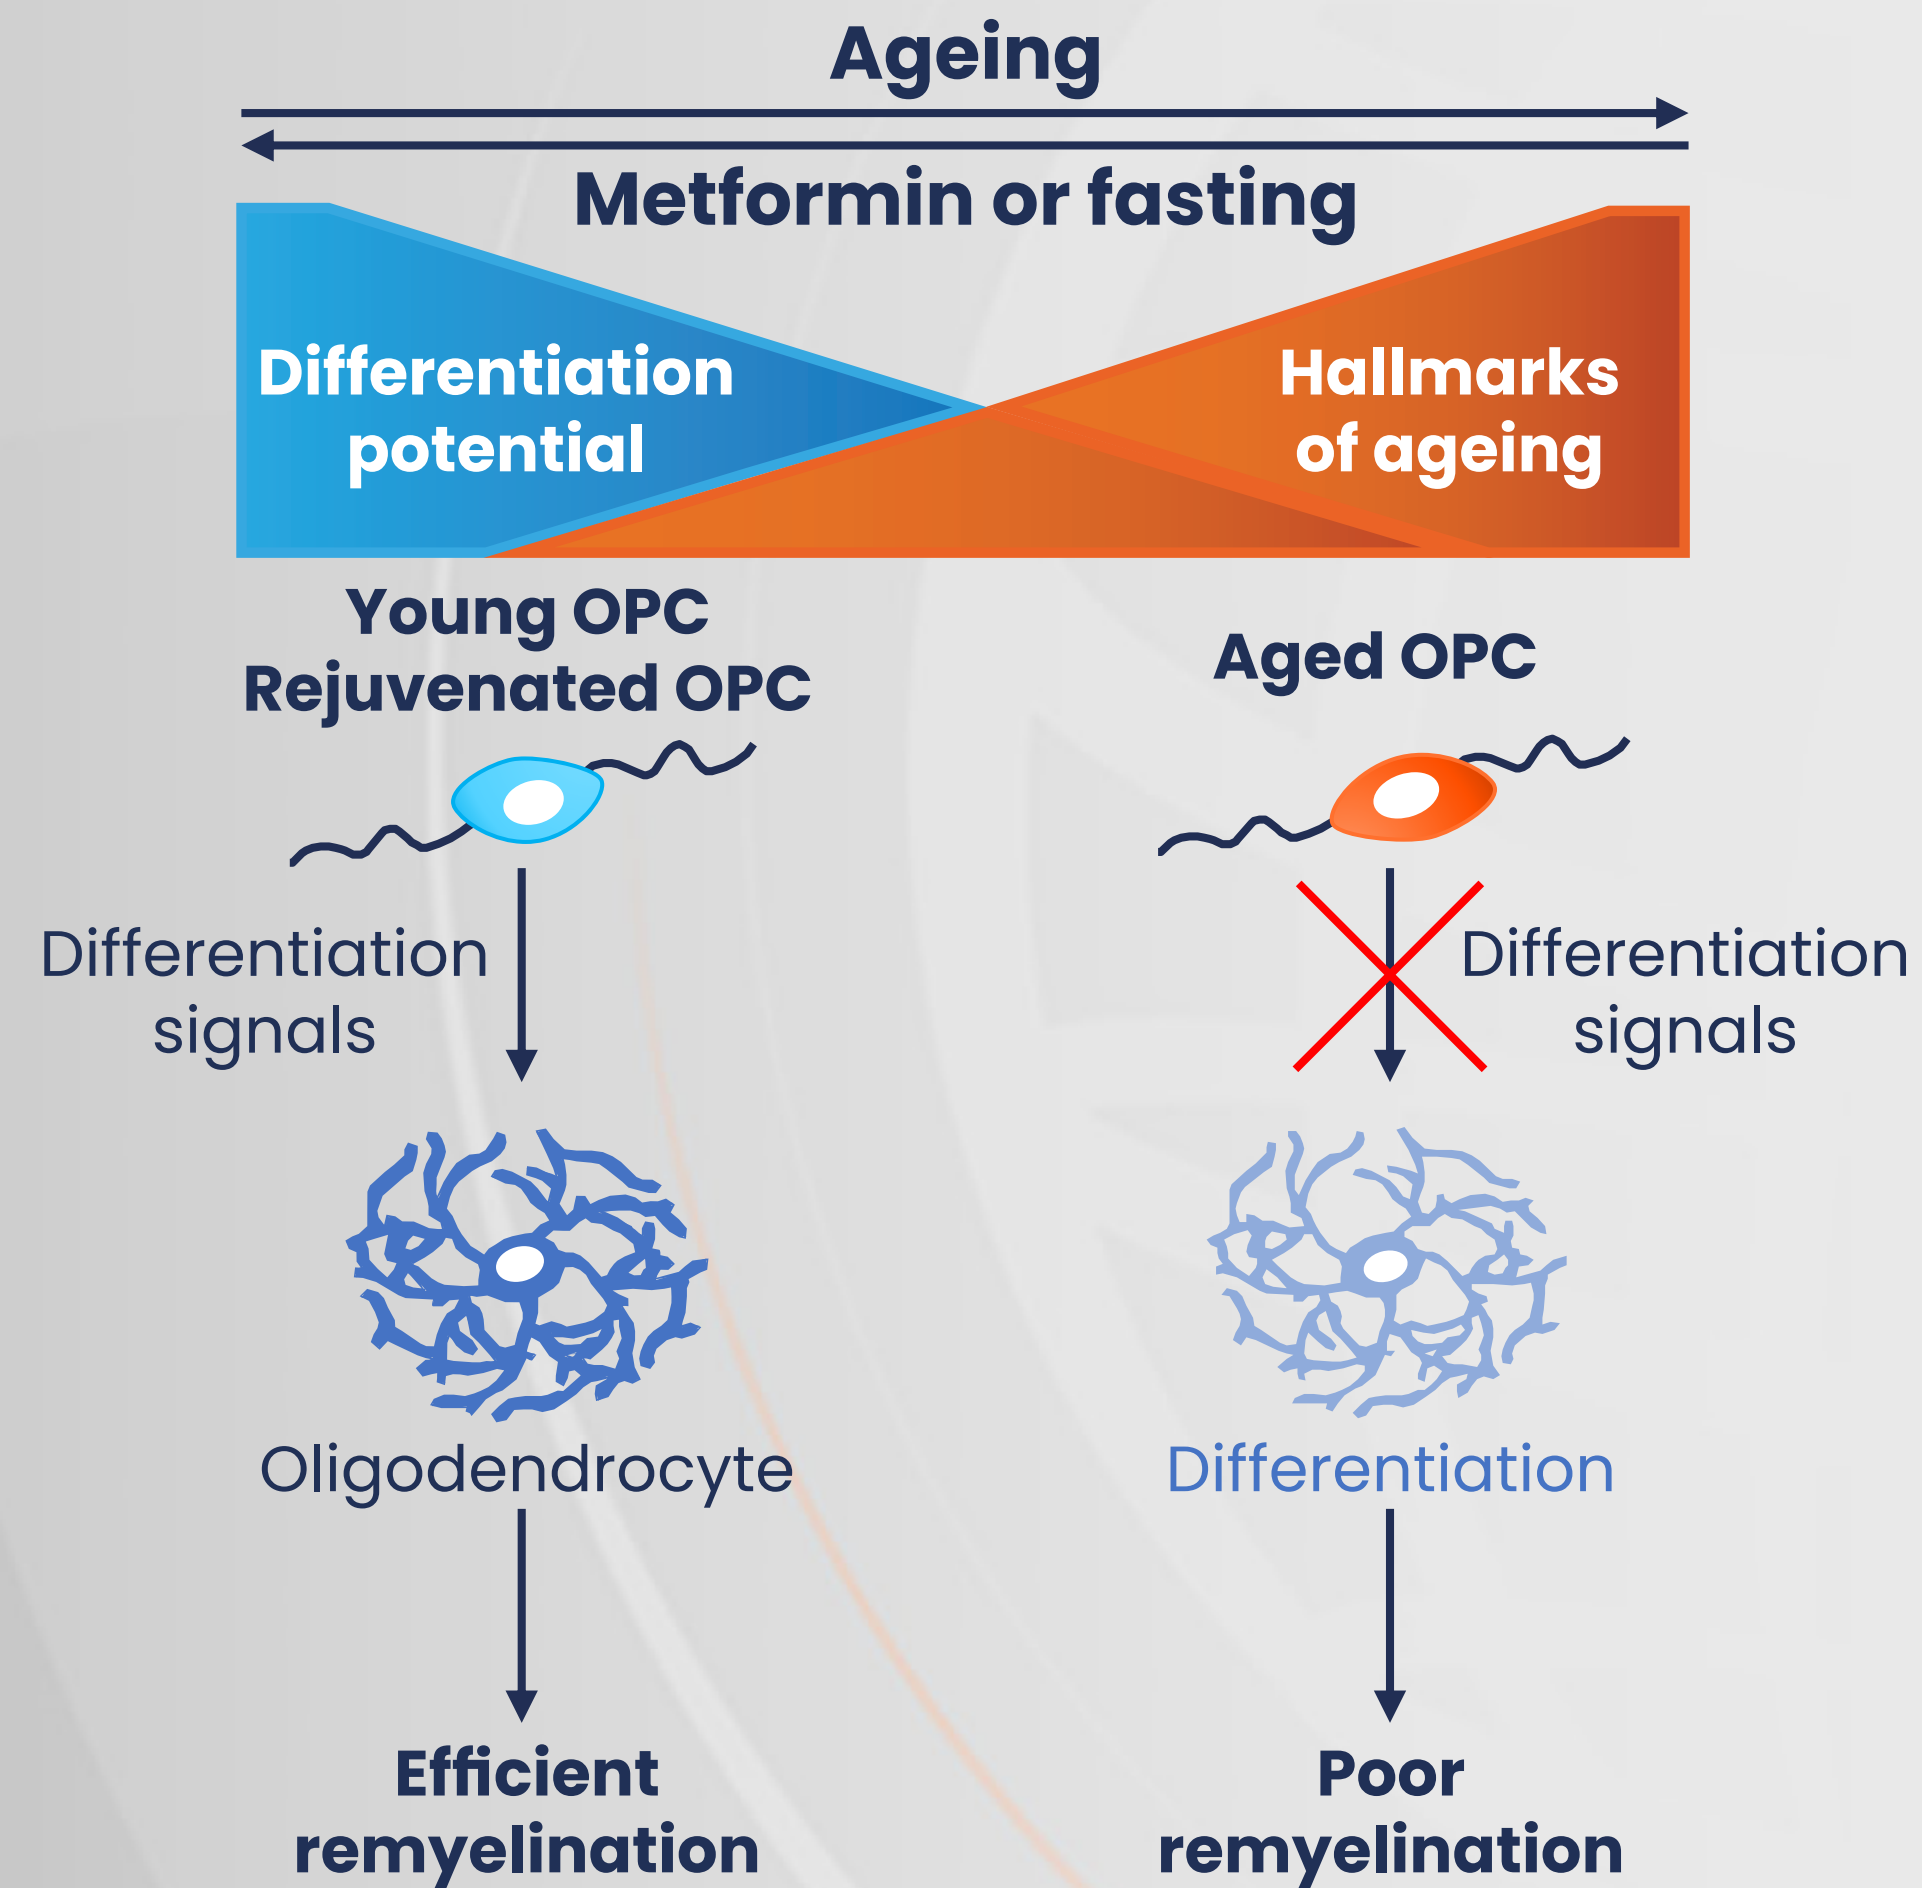 Ageing
Metformin or fasting
Differentiation
potential
Hallmarks
of ageing
Young OPC
Rejuvenated OPC
Aged OPC
Differentiation
signals
Differentiation
signals
Oligodendrocyte
Differentiation
Efficient
remyelination
Poor
remyelination